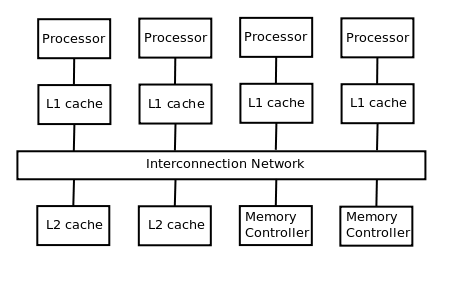 Processor
Processor
Processor
Processor
L1 cache
L1 cache
L1 cache
L1 cache
Interconnection Network
L2 cache
L2 cache
Memory
Controller
Memory
Controller